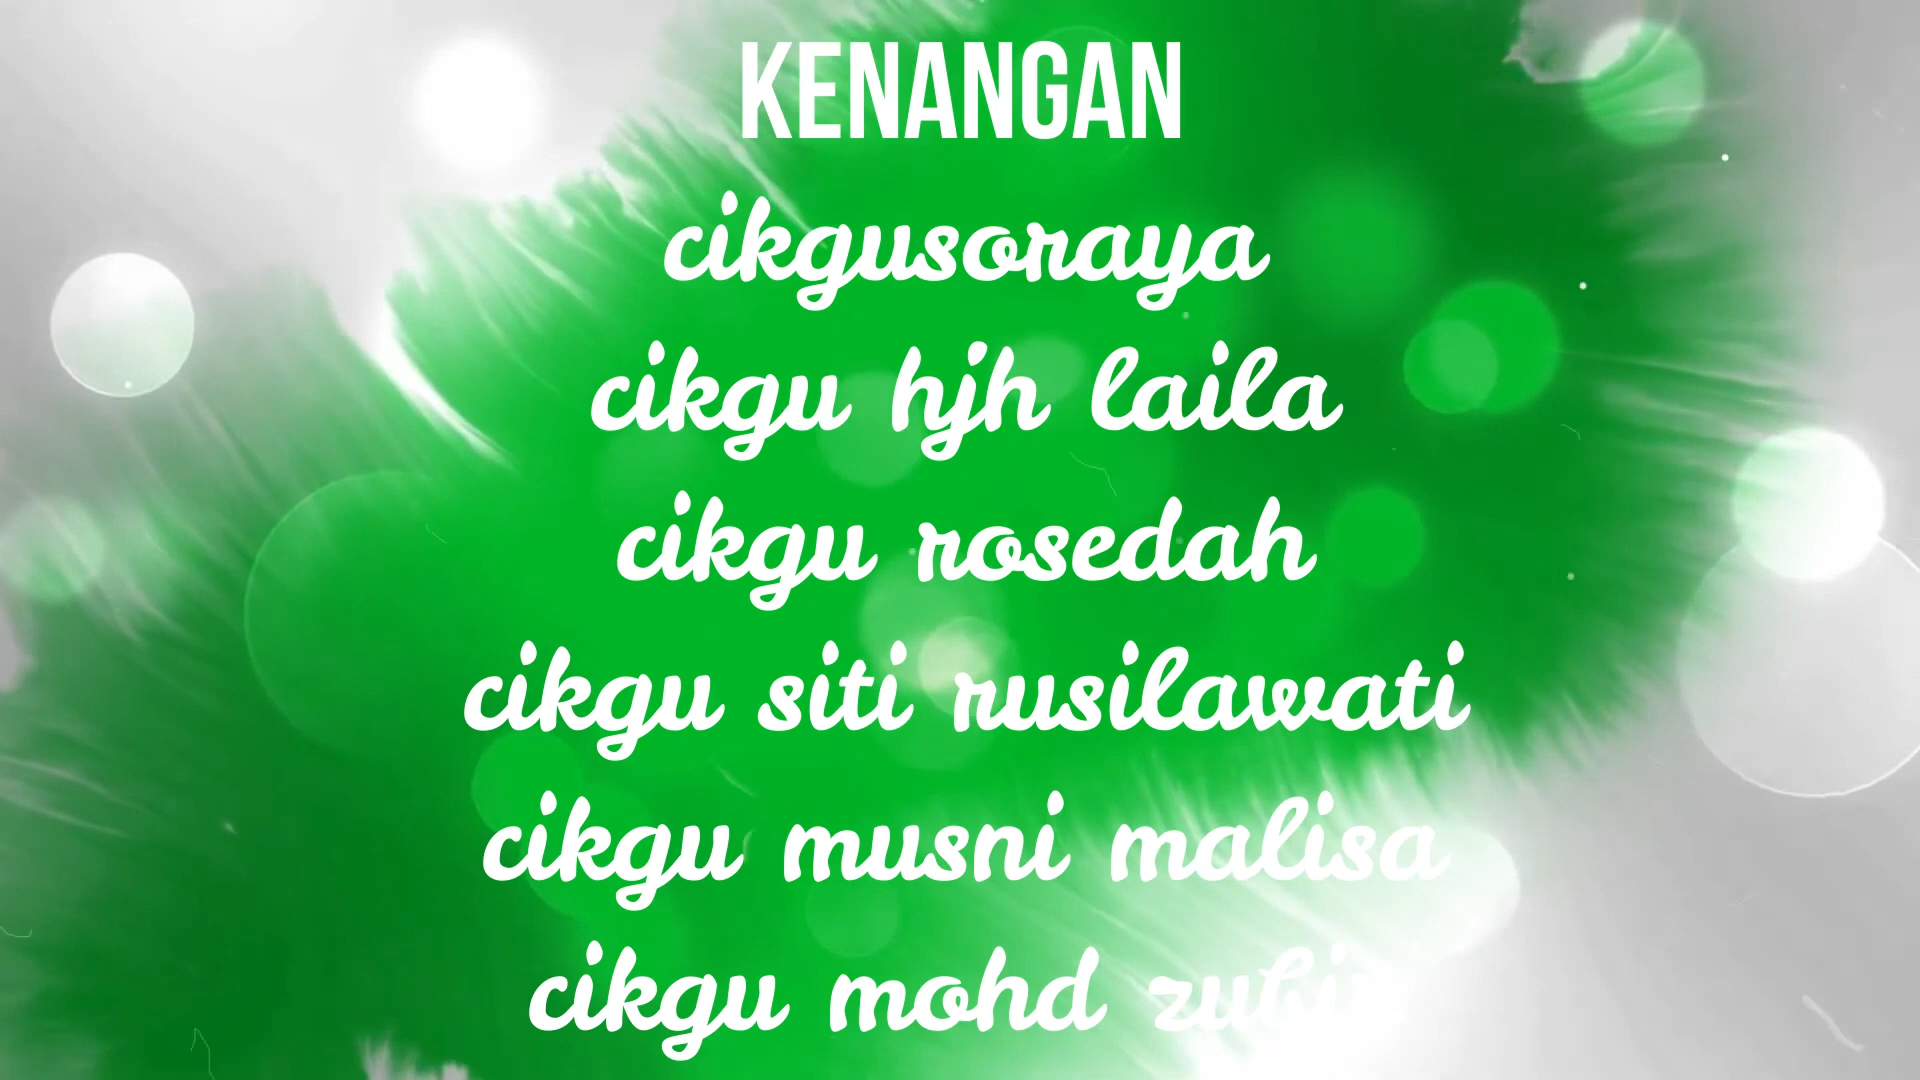 KENANGAN
cikgusoraya
cikgu hjh laila
cikgu rosedah
cikgu siti rusilawati
cikgu musni malisa
cikgu mohd